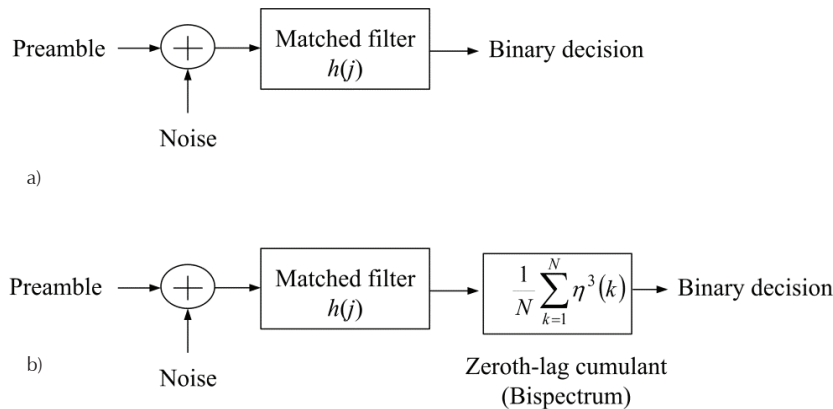 Preamble
+
Matched filter
h(j)
Binary decision
Noise
a)
Preamble
+
Matched filter
h(j)
1/N ∑_{k=1}^{N} η³(k)
Binary decision
Noise
Zeroth-lag cumulant
(Bispectrum)
b)